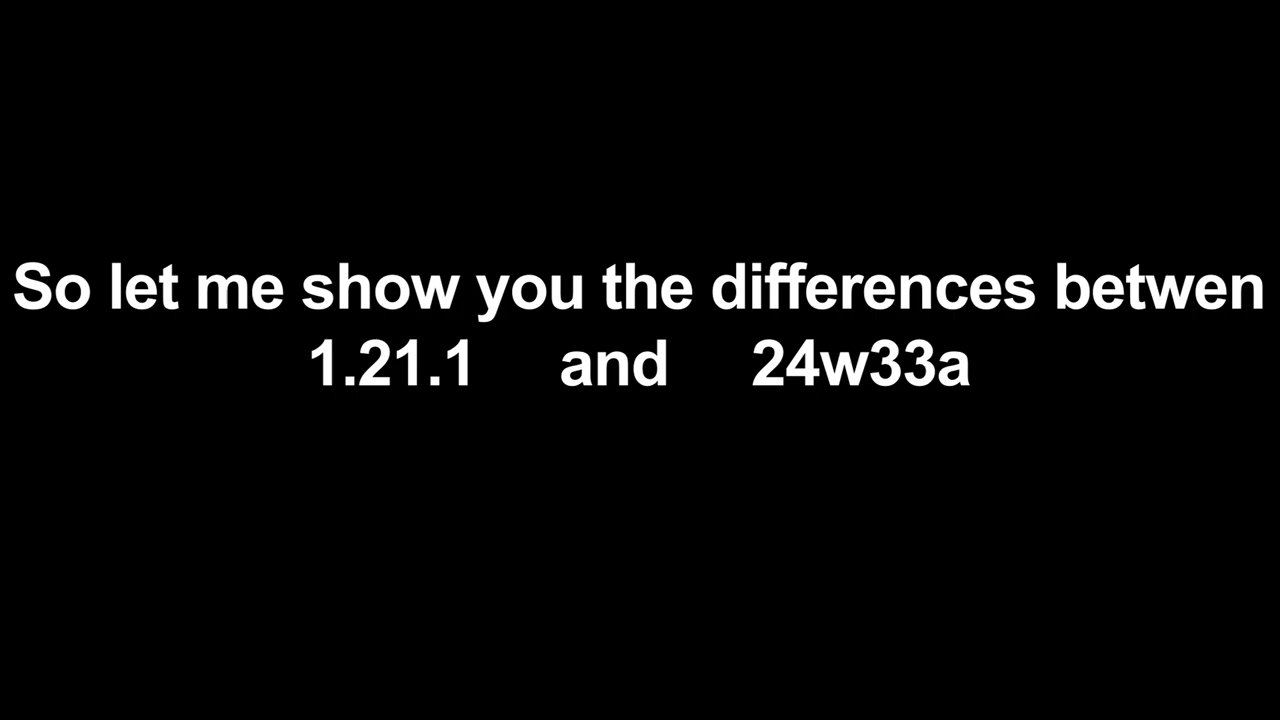 So let me show you the differences betwen
1.21.1 and 24w33a